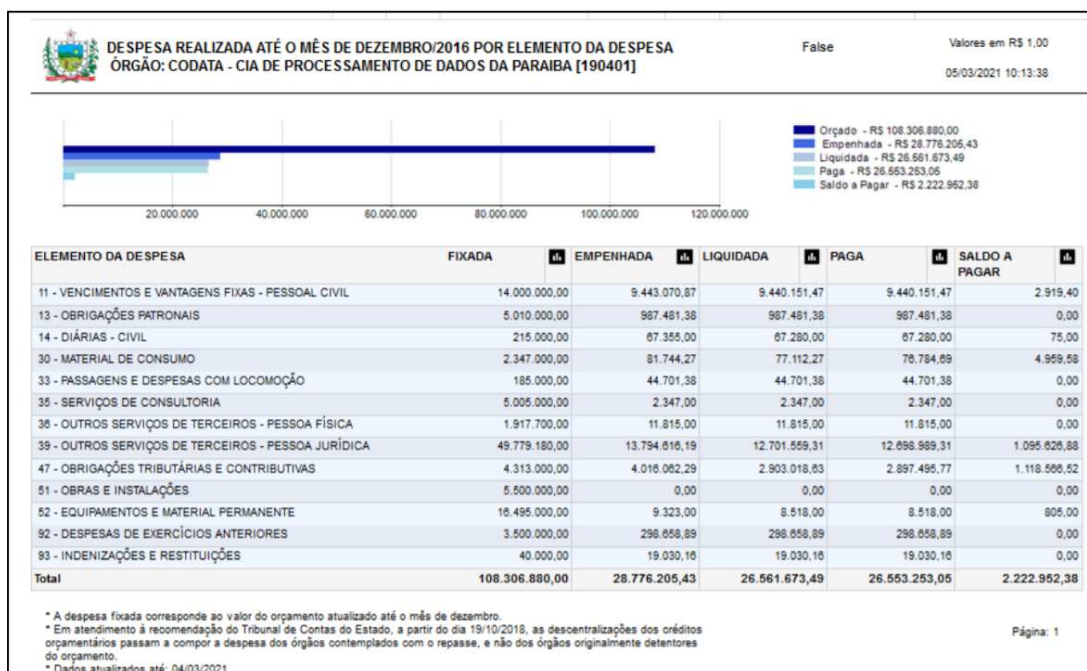 DESPESA REALIZADA ATÉ O MÊS DE DEZEMBRO/2016 POR ELEMENTO DA DESPESA
ÓRGÃO: CODATA - CIA DE PROCESSAMENTO DE DADOS DA PARAIBA [190401]
False
Valores em R$ 1,00
05/03/2021 10:13:38
Orçado - R$ 108.306.880,00
Empenhada - R$ 28.776.205,43
Liquidada - R$ 26.561.673,49
Paga - R$ 26.553.253,05
Saldo a Pagar - R$ 2.222.952,38
20.000.000 40.000.000 60.000.000 80.000.000 100.000.000 120.000.000
ELEMENTO DA DESPESA FIXADA EMPENHADA LIQUIDADA PAGA SALDO A PAGAR
11 - VENCIMENTOS E VANTAGENS FIXAS - PESSOAL CIVIL 14.000.000,00 9.443.070,87 9.440.151,47 9.440.151,47 2.919,40
13 - OBRIGAÇÕES PATRONAIS 5.010.000,00 987.481,38 987.481,38 987.481,38 0,00
14 - DIÁRIAS - CIVIL 215.000,00 67.355,00 67.280,00 67.280,00 75,00
30 - MATERIAL DE CONSUMO 2.347.000,00 81.744,27 77.112,27 76.784,69 4.959,58
33 - PASSAGENS E DESPESAS COM LOCOMOÇÃO 185.000,00 44.701,38 44.701,38 44.701,38 0,00
35 - SERVIÇOS DE CONSULTORIA 5.005.000,00 2.347,00 2.347,00 2.347,00 0,00
36 - OUTROS SERVIÇOS DE TERCEIROS - PESSOA FÍSICA 1.917.700,00 11.815,00 11.815,00 11.815,00 0,00
39 - OUTROS SERVIÇOS DE TERCEIROS - PESSOA JURÍDICA 49.779.180,00 13.794.616,19 12.701.559,31 12.698.989,31 1.095.626,88
47 - OBRIGAÇÕES TRIBUTÁRIAS E CONTRIBUTIVAS 4.313.000,00 4.016.062,29 2.903.018,63 2.897.495,77 1.118.566,52
51 - OBRAS E INSTALAÇÕES 5.500.000,00 0,00 0,00 0,00 0,00
52 - EQUIPAMENTOS E MATERIAL PERMANENTE 16.495.000,00 9.323,00 8.518,00 8.518,00 805,00
92 - DESPESAS DE EXERCÍCIOS ANTERIORES 3.500.000,00 298.658,89 298.658,89 298.658,89 0,00
93 - INDENIZAÇÕES E RESTITUIÇÕES 40.000,00 19.030,16 19.030,16 19.030,16 0,00
Total 108.306.880,00 28.776.205,43 26.561.673,49 26.553.253,05 2.222.952,38
* A despesa fixada corresponde ao valor do orçamento atualizado até o mês de dezembro.
* Em atendimento à recomendação do Tribunal de Contas do Estado, a partir do dia 19/10/2018, as descentralizações dos créditos
orçamentários passam a compor a despesa dos órgãos contemplados com o repasse, e não dos órgãos originalmente detentores
do orçamento.
* Dados atualizados até: 04/03/2021
Página: 1